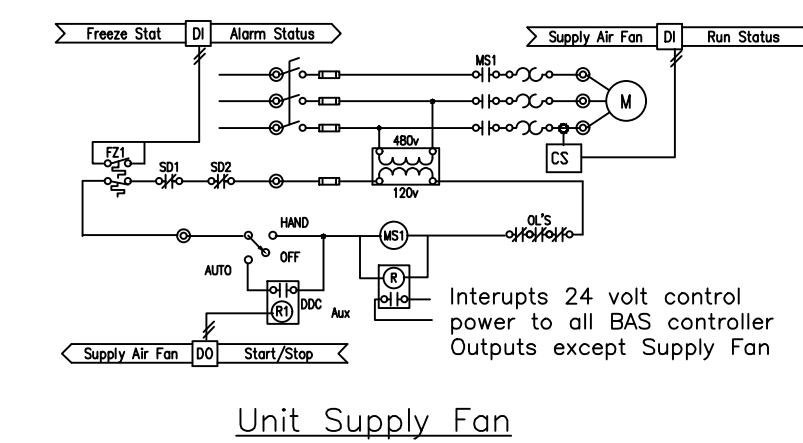 Freeze Stat DI Alarm Status
Supply Air Fan DI Run Status
MS1
M
FZ1
SD1
SD2
480v
120v
CS
HAND
OFF
AUTO
MS1
OL'S
R
DDC
R1
Aux
Interupts 24 volt control
power to all BAS controller
Outputs except Supply Fan
Supply Air Fan DO Start/Stop
Unit Supply Fan